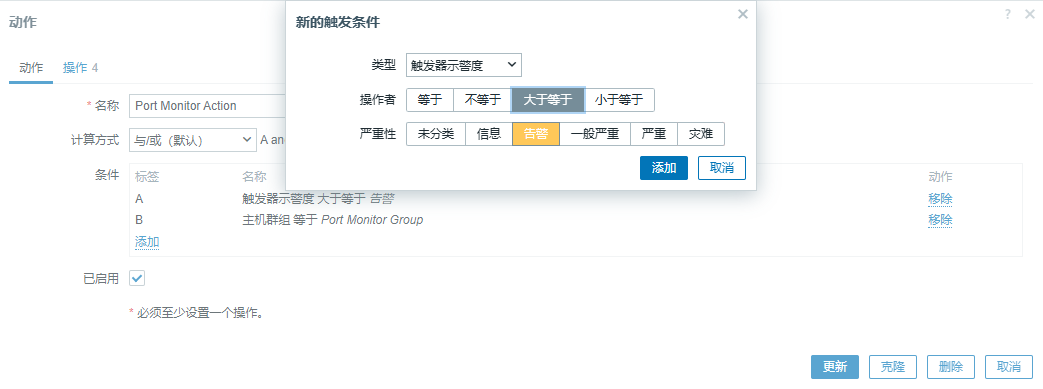 动作
?
新的触发条件
类型 触发器示警度
操作者 等于 不等于 大于等于 小于等于
严重性 未分类 信息 告警 一般严重 严重 灾难
添加 取消
动作 操作 4
* 名称 Port Monitor Action
计算方式 与/或（默认） A an
条件 标签 名称 动作
A 触发器示警度 大于等于 告警 移除
B 主机群组 等于 Port Monitor Group 移除
添加
已启用
* 必须至少设置一个操作。
更新 克隆 删除 取消